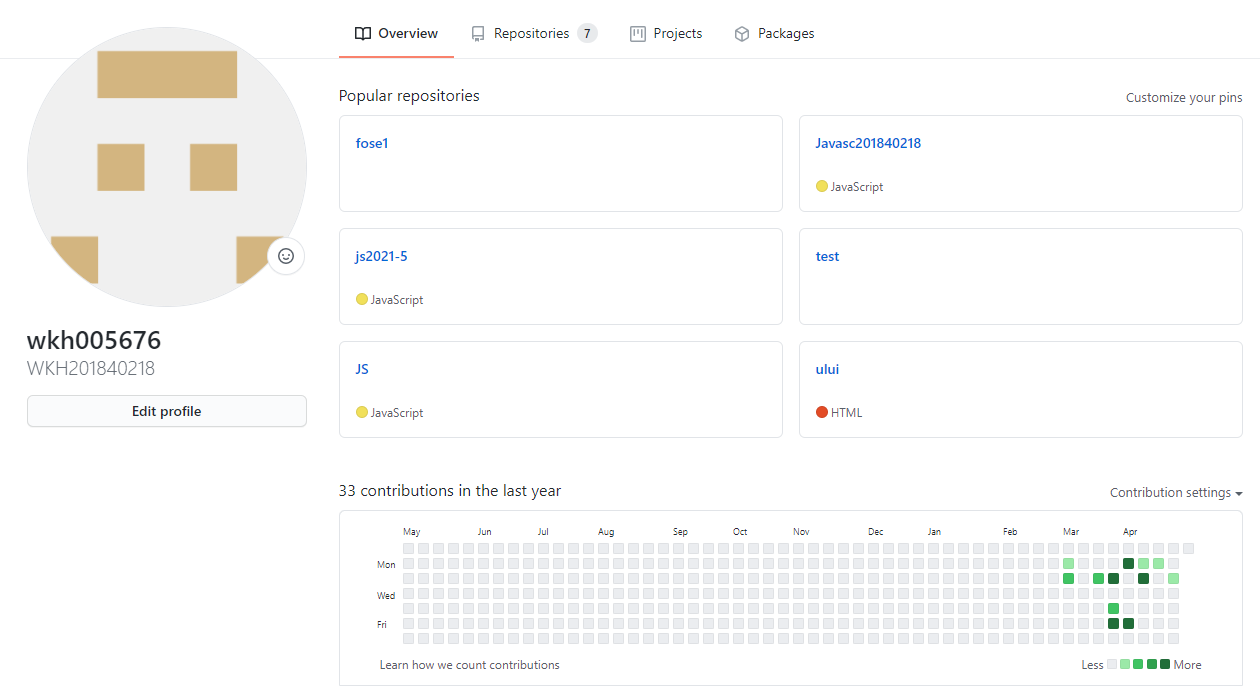 Overview Repositories 7 Projects Packages
Popular repositories Customize your pins
fose1
Javasc201840218
JavaScript
js2021-5
JavaScript
test
JS
JavaScript
ului
HTML
wkh005676
WKH201840218
Edit profile
33 contributions in the last year Contribution settings
May Jun Jul Aug Sep Oct Nov Dec Jan Feb Mar Apr
Mon
Wed
Fri
Learn how we count contributions Less More